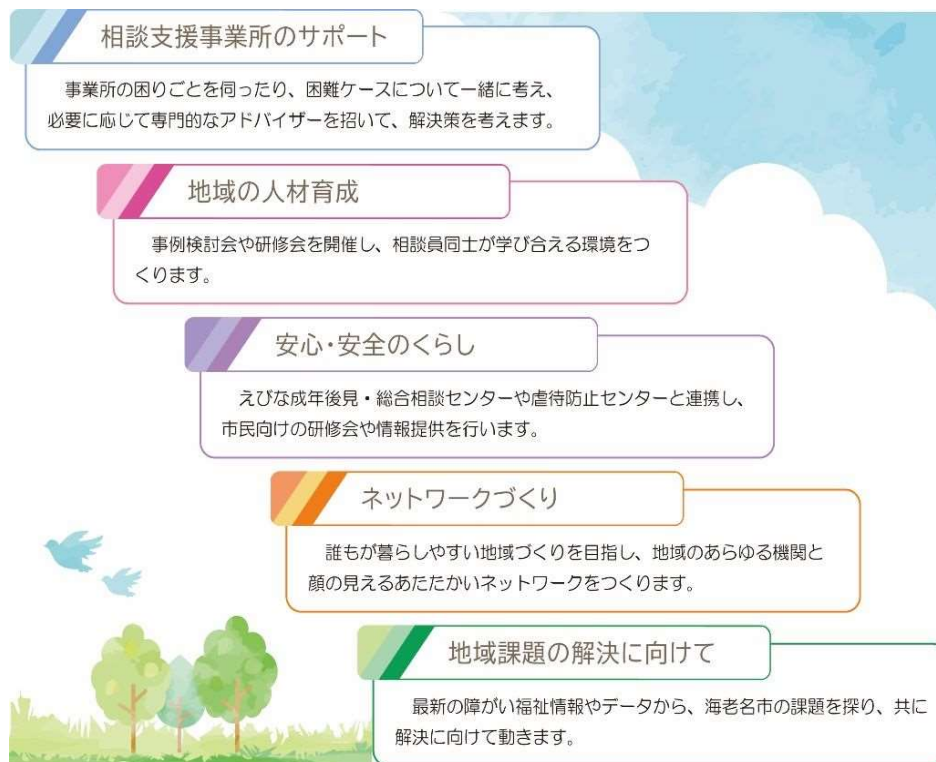 相談支援事業所のサポート
事業所の困りごとを伺ったり、困難ケースについて一緒に考え、
必要に応じて専門的なアドバイザーを招いて、解決策を考えます。
地域の人材育成
事例検討会や研修会を開催し、相談員同士が学び合える環境をつ
くります。
安心・安全のくらし
えびな成年後見・総合相談センターや虐待防止センターと連携し、
市民向けの研修会や情報提供を行います。
ネットワークづくり
誰もが暮らしやすい地域づくりを目指し、地域のあらゆる機関と
顔の見えるあたたかいネットワークをつくります。
地域課題の解決に向けて
最新の障がい福祉情報やデータから、海老名市の課題を探り、共に
解決に向けて動きます。